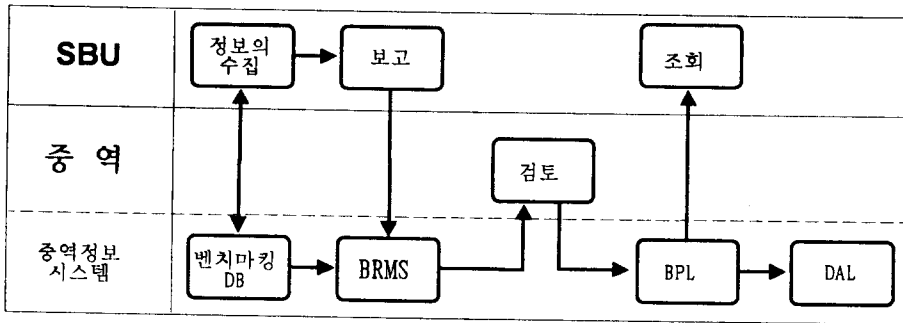 SBU
정보의
수집
보고
조회
중 역
검토
중역정보
시스템
벤치마킹
DB
BRMS
BPL
DAL